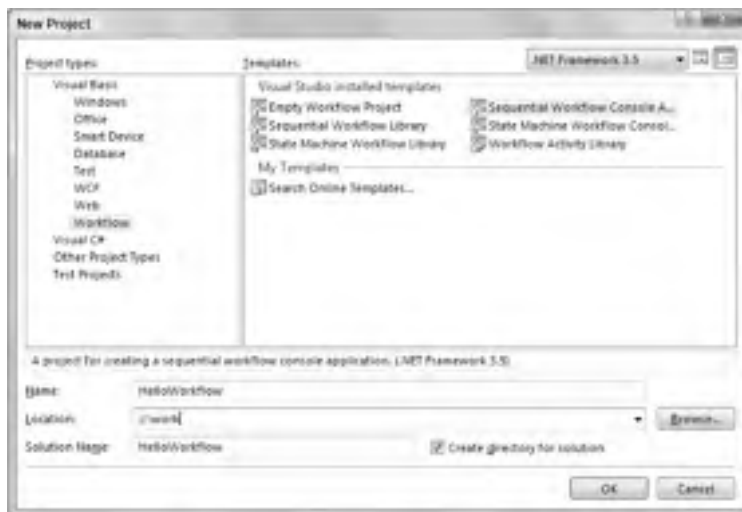 New Project
Project types:
Templates:
.NET Framework 3.5
Visual Basic
Windows
Office
Smart Device
Database
Test
WCF
Web
Workflow
Visual C#
Other Project Types
Test Projects
Visual Studio installed templates
Empty Workflow Project
Sequential Workflow Console A...
Sequential Workflow Library
State Machine Workflow Consol...
State Machine Workflow Library
Workflow Activity Library
My Templates
Search Online Templates...
A project for creating a sequential workflow console application. (.NET Framework 3.5)
Name:
HelloWorkflow
Location:
c:\work
Solution Name:
HelloWorkflow
Create directory for solution
Browse...
OK
Cancel